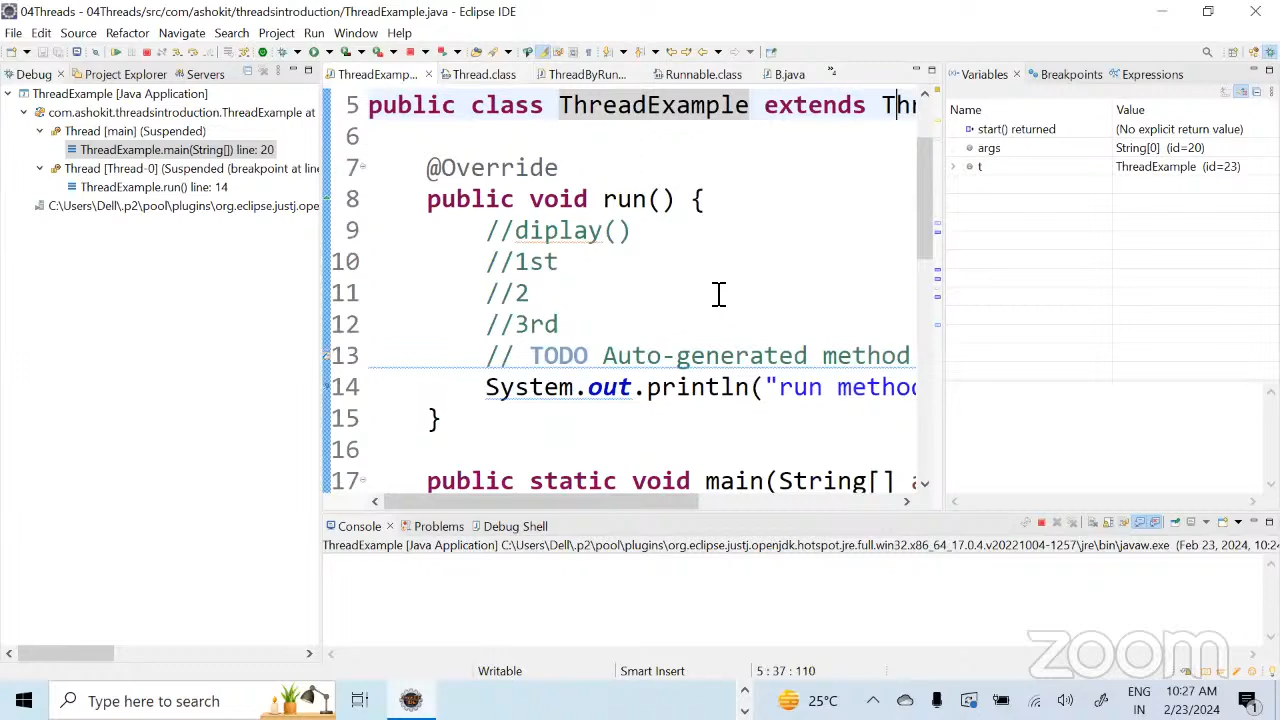 04Threads - 04Threads/src/com/ashokit/threadsintroduction/ThreadExample.java - Eclipse IDE
File Edit Source Refactor Navigate Search Project Run Window Help
Debug Project Explorer Servers
ThreadExamp... Thread.class ThreadByRun... Runnable.class B.java
Variables Breakpoints Expressions
ThreadExample [Java Application]
com.ashokit.threadsintroduction.ThreadExample at
Thread [main] (Suspended)
ThreadExample.main(String[]) line: 20
Thread [Thread-0] (Suspended (breakpoint at line
ThreadExample.run() line: 14
C:\Users\Dell\.p2\pool\plugins\org.eclipse.justj.ope
5 public class ThreadExample extends Thr
6
7 @Override
8 public void run() {
9 //diplay()
10 //1st
11 //2
12 //3rd
13 // TODO Auto-generated method
14 System.out.println("run method
15 }
16
17 public static void main(String[] a
Name Value
start() returned (No explicit return value)
args String[0] (id=20)
t ThreadExample (id=23)
Console Problems Debug Shell
ThreadExample [Java Application] C:\Users\Dell\.p2\pool\plugins\org.eclipse.justj.openjdk.hotspot.jre.full.win32.x86_64_17.0.4.v20221004-1257\jre\bin\javaw.exe (Feb 23, 2024, 10:24
zoom
Writable Smart Insert 5 : 37 : 110
Type here to search
25°C
ENG
IN
10:27 AM
2/23/2024
1